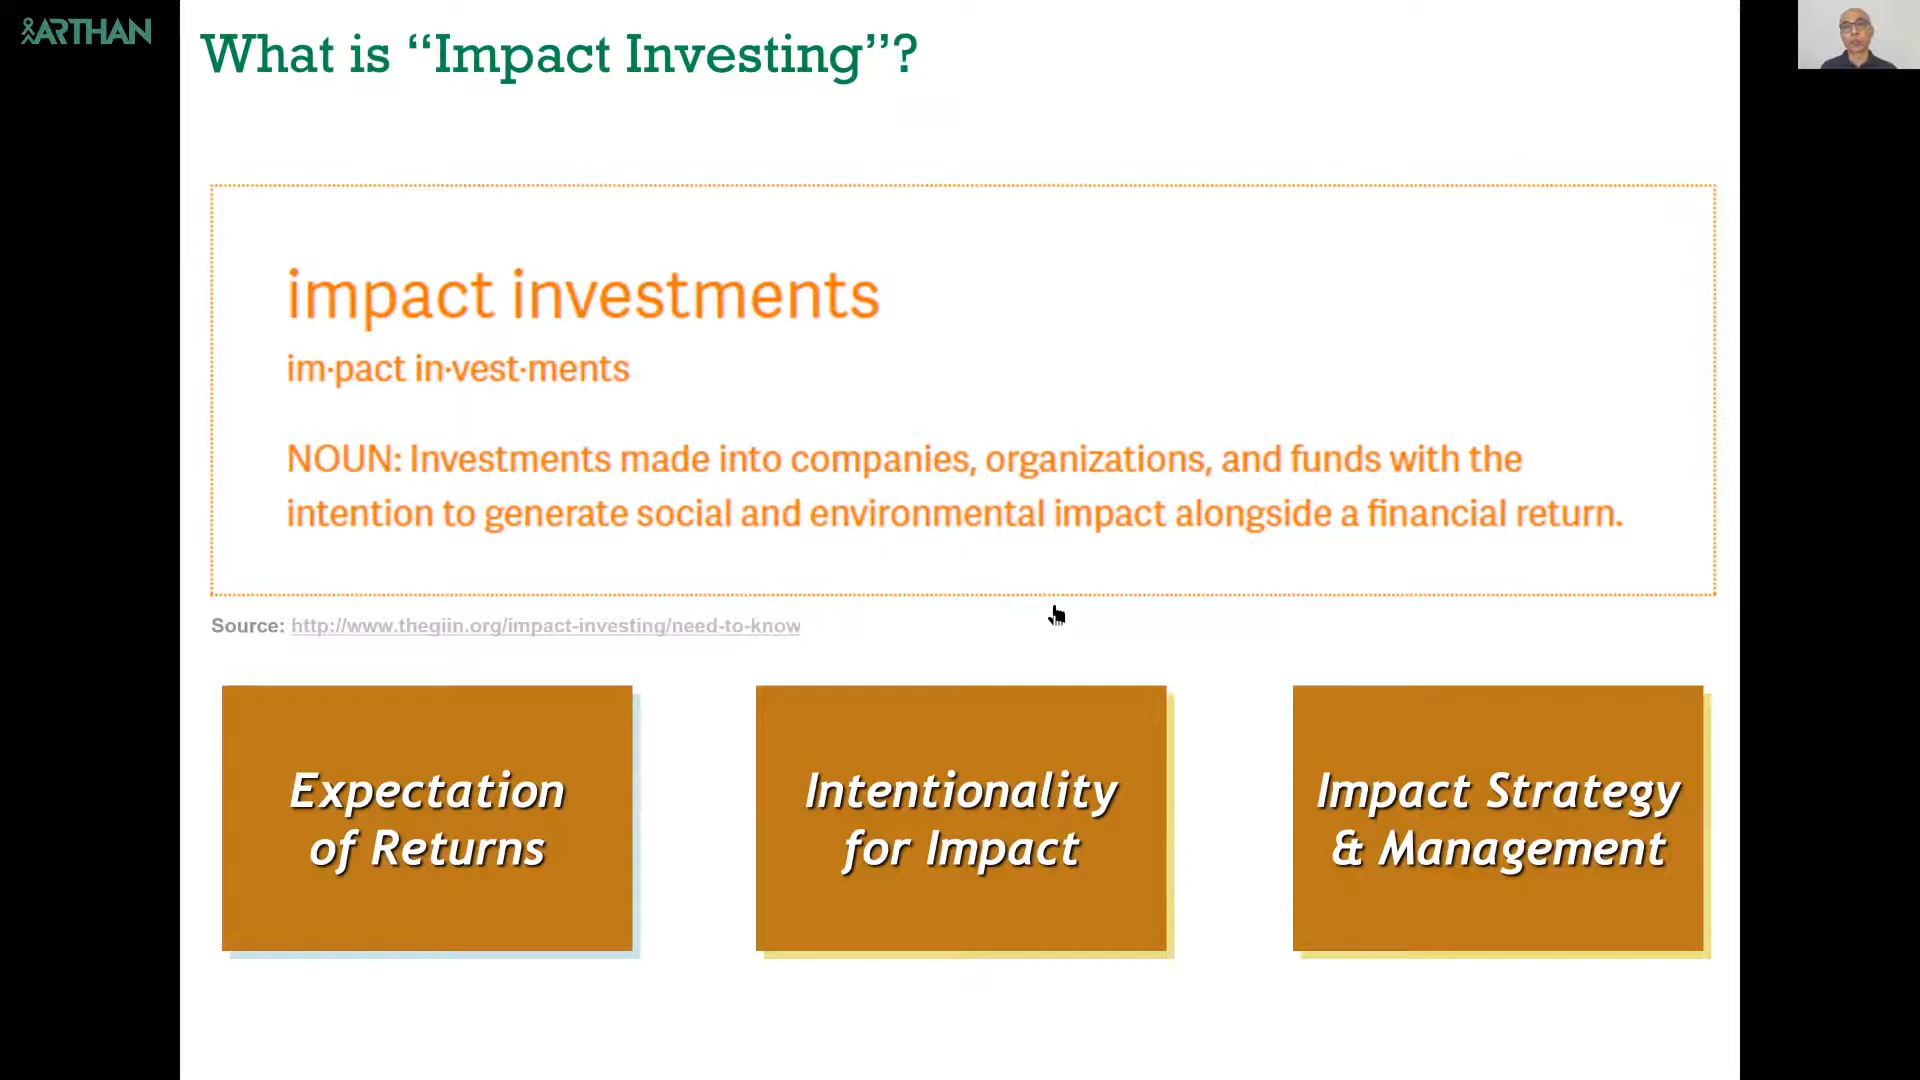 ARTHAN
What is “Impact Investing”?
impact investments
im·pact in·vest·ments
NOUN: Investments made into companies, organizations, and funds with the
intention to generate social and environmental impact alongside a financial return.
Source: http://www.thegiin.org/impact-investing/need-to-know
Expectation
of Returns
Intentionality
for Impact
Impact Strategy
& Management